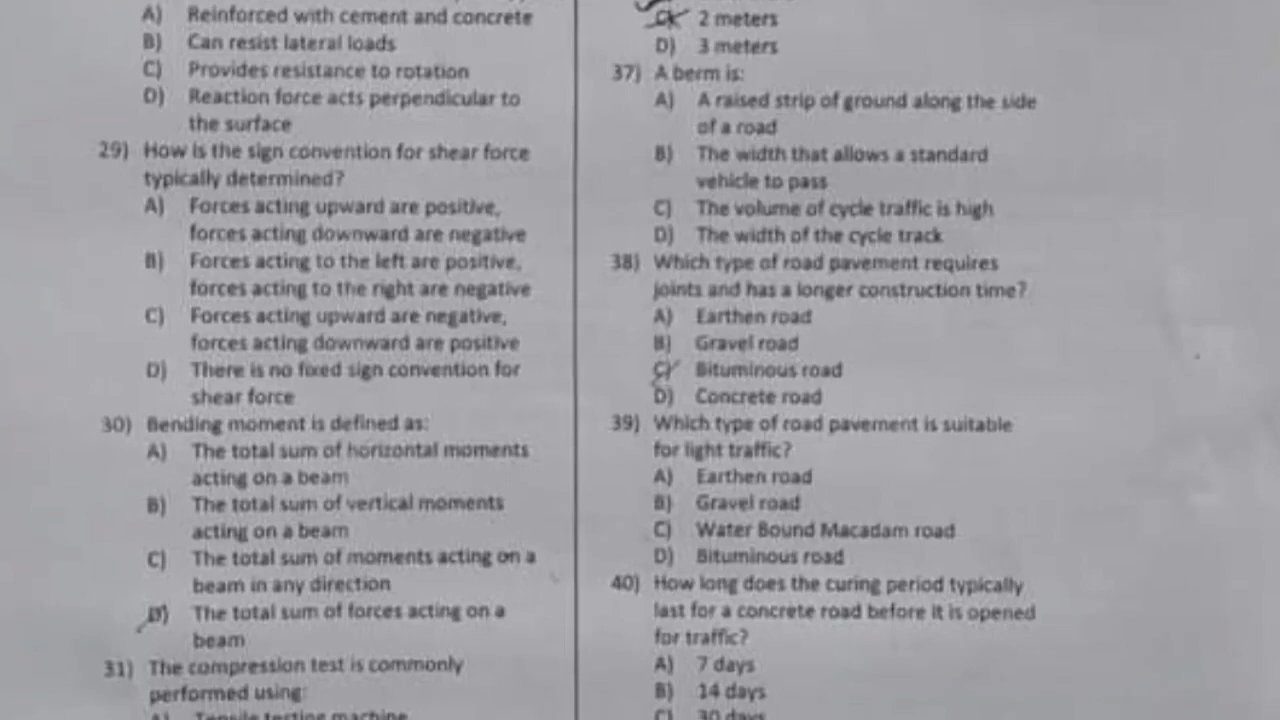 A) Reinforced with cement and concrete
B) Can resist lateral loads
C) Provides resistance to rotation
D) Reaction force acts perpendicular to
the surface
29) How is the sign convention for shear force
typically determined?
A) Forces acting upward are positive,
forces acting downward are negative
B) Forces acting to the left are positive,
forces acting to the right are negative
C) Forces acting upward are negative,
forces acting downward are positive
D) There is no fixed sign convention for
shear force
30) Bending moment is defined as:
A) The total sum of horizontal moments
acting on a beam
B) The total sum of vertical moments
acting on a beam
C) The total sum of moments acting on a
beam in any direction
D) The total sum of forces acting on a
beam
31) The compression test is commonly
performed using:
A) Tensile testing machine
C) 2 meters
D) 3 meters
37) A berm is:
A) A raised strip of ground along the side
of a road
B) The width that allows a standard
vehicle to pass
C) The volume of cycle traffic is high
D) The width of the cycle track
38) Which type of road pavement requires
joints and has a longer construction time?
A) Earthen road
B) Gravel road
C) Bituminous road
D) Concrete road
39) Which type of road pavement is suitable
for light traffic?
A) Earthen road
B) Gravel road
C) Water Bound Macadam road
D) Bituminous road
40) How long does the curing period typically
last for a concrete road before it is opened
for traffic?
A) 7 days
B) 14 days
C) 30 days